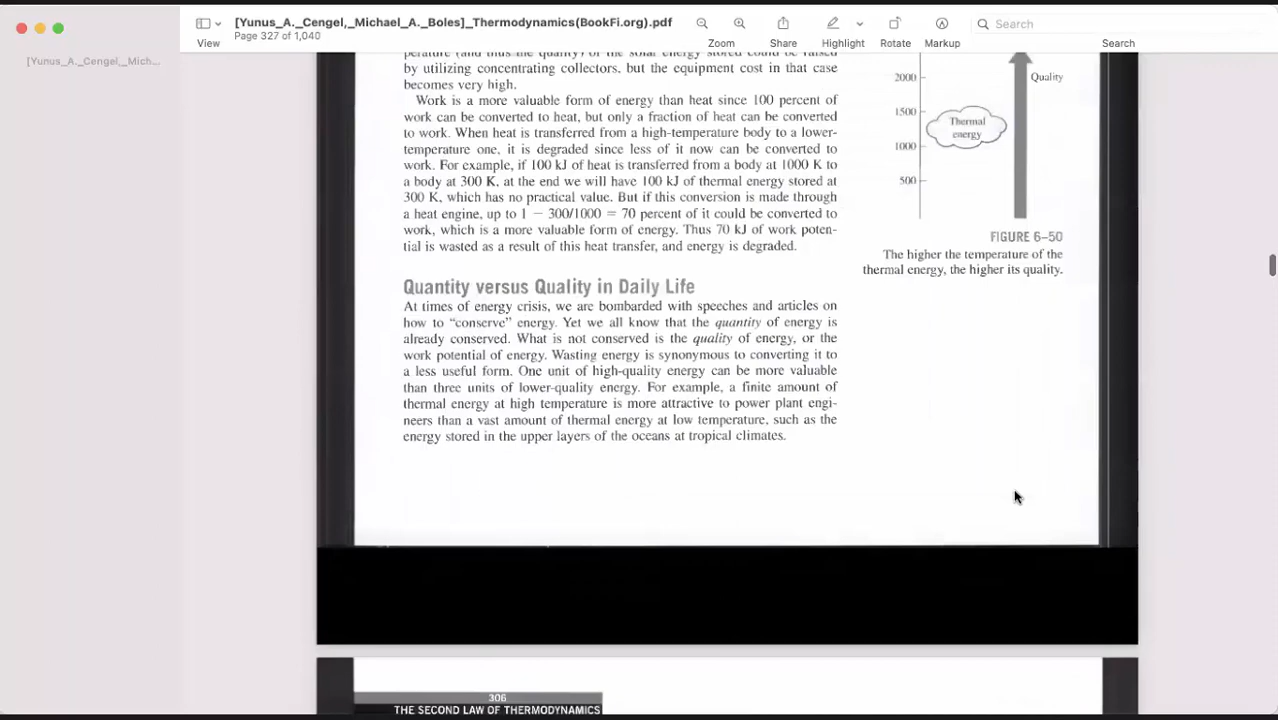 [Yunus_A._Cengel,_Michael_A._Boles]_Thermodynamics(BookFi.org).pdf
Page 327 of 1,040
View
Zoom
Share
Highlight
Rotate
Markup
Search
Search
[Yunus_A._Cengel,_Mich...
perature (and thus the quality) of the solar energy stored could be raised
by utilizing concentrating collectors, but the equipment cost in that case
becomes very high.
Work is a more valuable form of energy than heat since 100 percent of
work can be converted to heat, but only a fraction of heat can be converted
to work. When heat is transferred from a high-temperature body to a lower-
temperature one, it is degraded since less of it now can be converted to
work. For example, if 100 kJ of heat is transferred from a body at 1000 K to
a body at 300 K, at the end we will have 100 kJ of thermal energy stored at
300 K, which has no practical value. But if this conversion is made through
a heat engine, up to 1 − 300/1000 = 70 percent of it could be converted to
work, which is a more valuable form of energy. Thus 70 kJ of work poten-
tial is wasted as a result of this heat transfer, and energy is degraded.
Quantity versus Quality in Daily Life
At times of energy crisis, we are bombarded with speeches and articles on
how to “conserve” energy. Yet we all know that the quantity of energy is
already conserved. What is not conserved is the quality of energy, or the
work potential of energy. Wasting energy is synonymous to converting it to
a less useful form. One unit of high-quality energy can be more valuable
than three units of lower-quality energy. For example, a finite amount of
thermal energy at high temperature is more attractive to power plant engi-
neers than a vast amount of thermal energy at low temperature, such as the
energy stored in the upper layers of the oceans at tropical climates.
2000
Quality
1500
Thermal
energy
1000
500
FIGURE 6–50
The higher the temperature of the
thermal energy, the higher its quality.
306
THE SECOND LAW OF THERMODYNAMICS